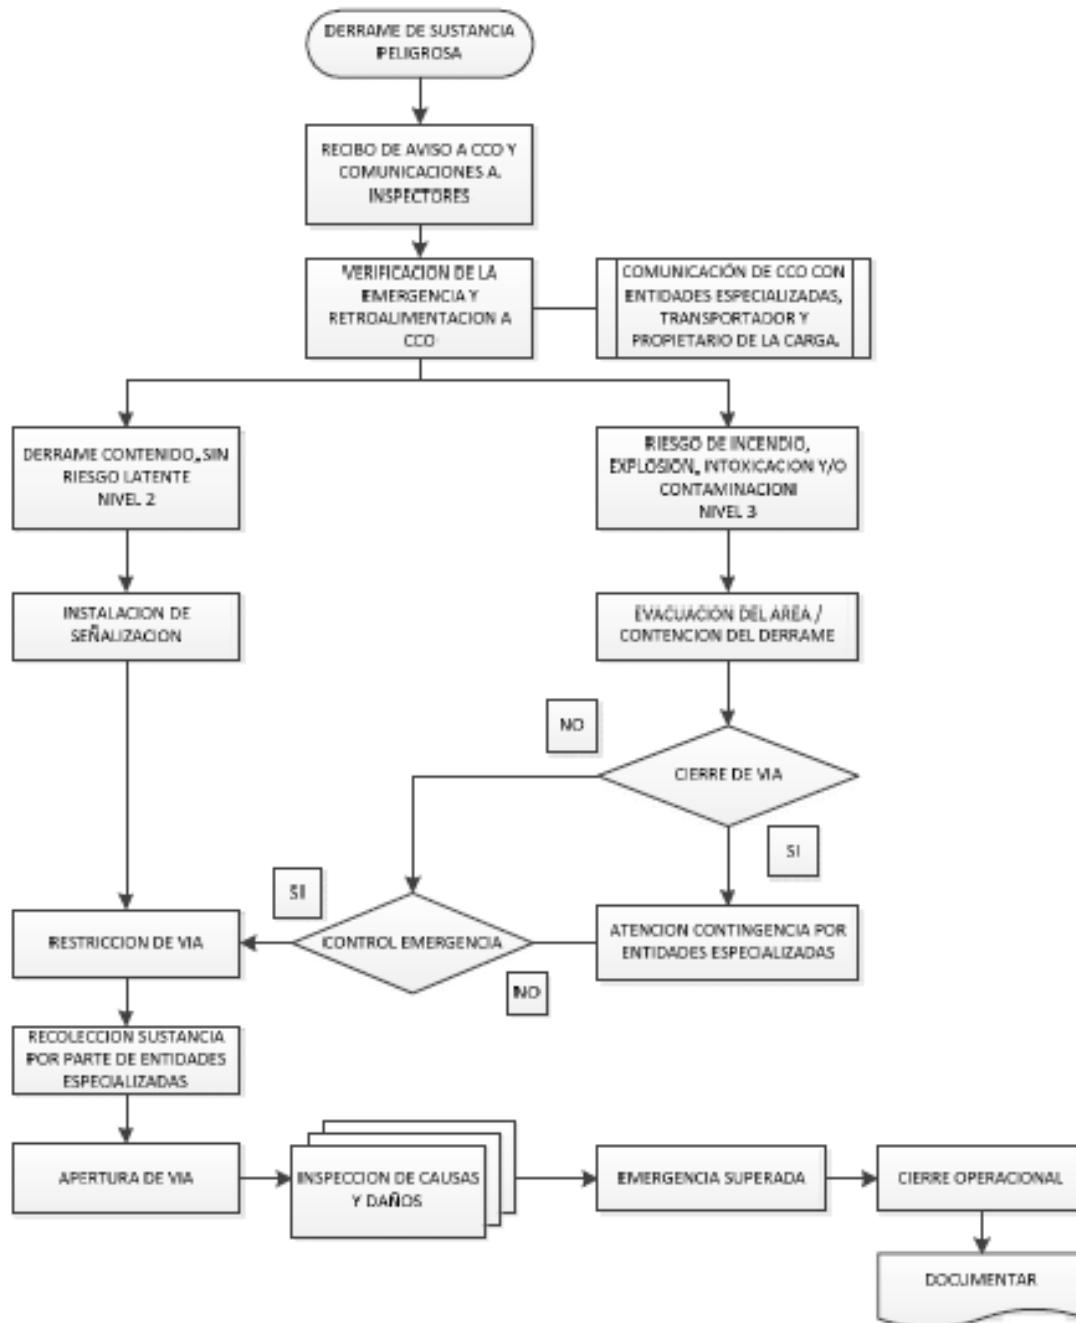 DERRAME DE SUSTANCIA
PELIGROSA
RECIBO DE AVISO A CCO Y
COMUNICACIONES A.
INSPECTORES
VERIFICACION DE LA
EMERGENCIA Y
RETROALIMENTACION A
CCO
COMUNICACIÓN DE CCO CON
ENTIDADES ESPECIALIZADAS,
TRANSPORTADOR Y
PROPIETARIO DE LA CARGA.
DERRAME CONTENIDO, SIN
RIESGO LATENTE
NIVEL 2
RIESGO DE INCENDIO,
EXPLOSIÓN, INTOXICACION Y/O
CONTAMINACION
NIVEL 3
INSTALACION DE
SEÑALIZACION
EVACUACION DEL AREA /
CONTENCION DEL DERRAME
NO
CIERRE DE VIA
SI
SI
RESTRICCION DE VIA
CONTROL EMERGENCIA
ATENCION CONTINGENCIA POR
ENTIDADES ESPECIALIZADAS
NO
RECOLECCION SUSTANCIA
POR PARTE DE ENTIDADES
ESPECIALIZADAS
APERTURA DE VIA
INSPECCION DE CAUSAS
Y DAÑOS
EMERGENCIA SUPERADA
CIERRE OPERACIONAL
DOCUMENTAR